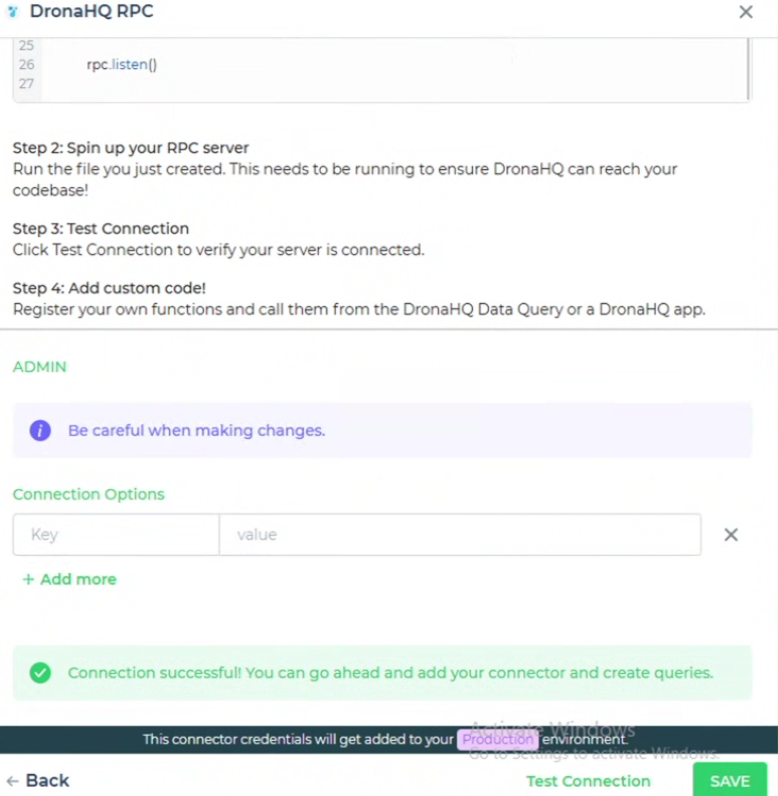 DronaHQ RPC
25
26 rpc.listen()
27
Step 2: Spin up your RPC server
Run the file you just created. This needs to be running to ensure DronaHQ can reach your
codebase!
Step 3: Test Connection
Click Test Connection to verify your server is connected.
Step 4: Add custom code!
Register your own functions and call them from the DronaHQ Data Query or a DronaHQ app.
ADMIN
Be careful when making changes.
Connection Options
Key value
+ Add more
Connection successful! You can go ahead and add your connector and create queries.
Activate Windows
This connector credentials will get added to your Production environment.
Go to Settings to activate Windows.
← Back Test Connection SAVE